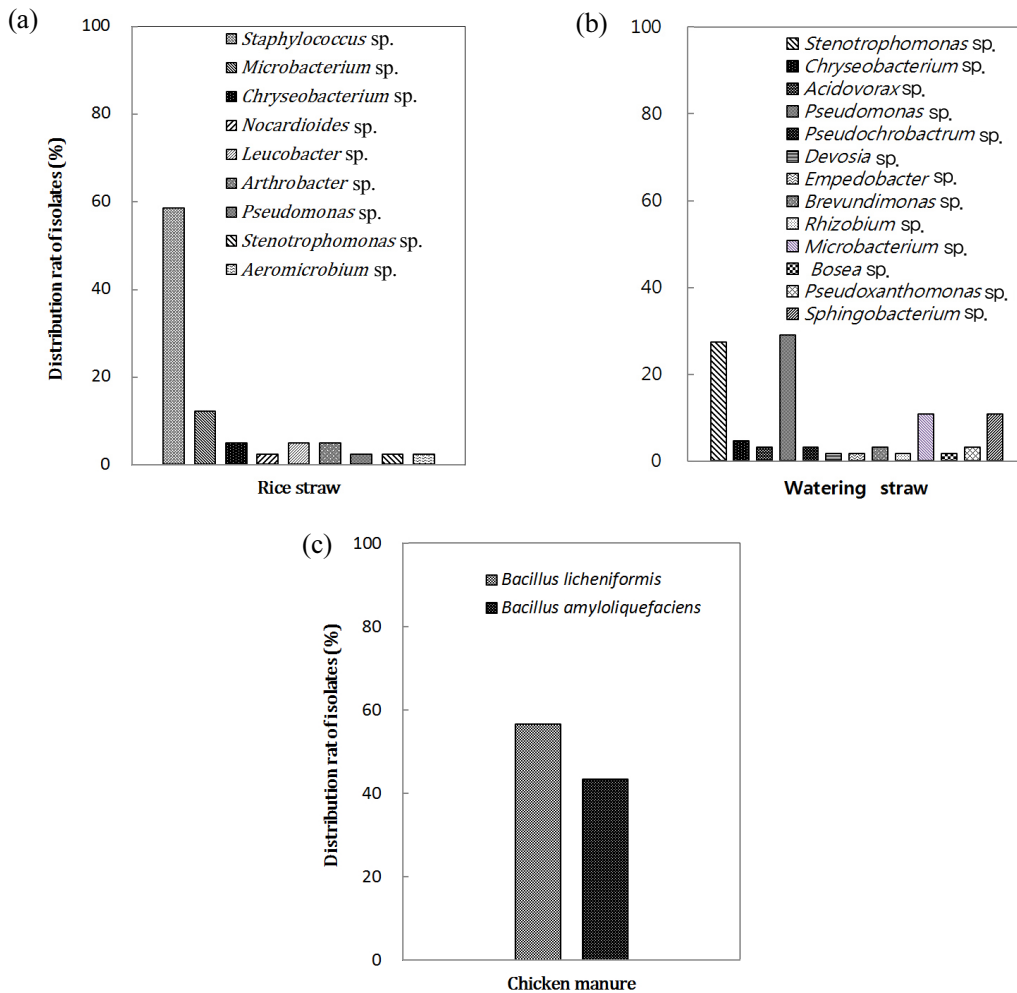 (a)
100
80
60
40
20
0
Distribution rat of isolates (%)
Staphylococcus sp.
Microbacterium sp.
Chryseobacterium sp.
Nocardioides sp.
Leucobacter sp.
Arthrobacter sp.
Pseudomonas sp.
Stenotrophomonas sp.
Aeromicrobium sp.
Rice straw
(b)
100
80
60
40
20
0
Stenotrophomonas sp.
Chryseobacterium sp.
Acidovorax sp.
Pseudomonas sp.
Pseudochrobactrum sp.
Devosia sp.
Empedobacter sp.
Brevundimonas sp.
Rhizobium sp.
Microbacterium sp.
Bosea sp.
Pseudoxanthomonas sp.
Sphingobacterium sp.
Watering straw
(c)
100
80
60
40
20
0
Distribution rat of isolates (%)
Bacillus licheniformis
Bacillus amyloliquefaciens
Chicken manure